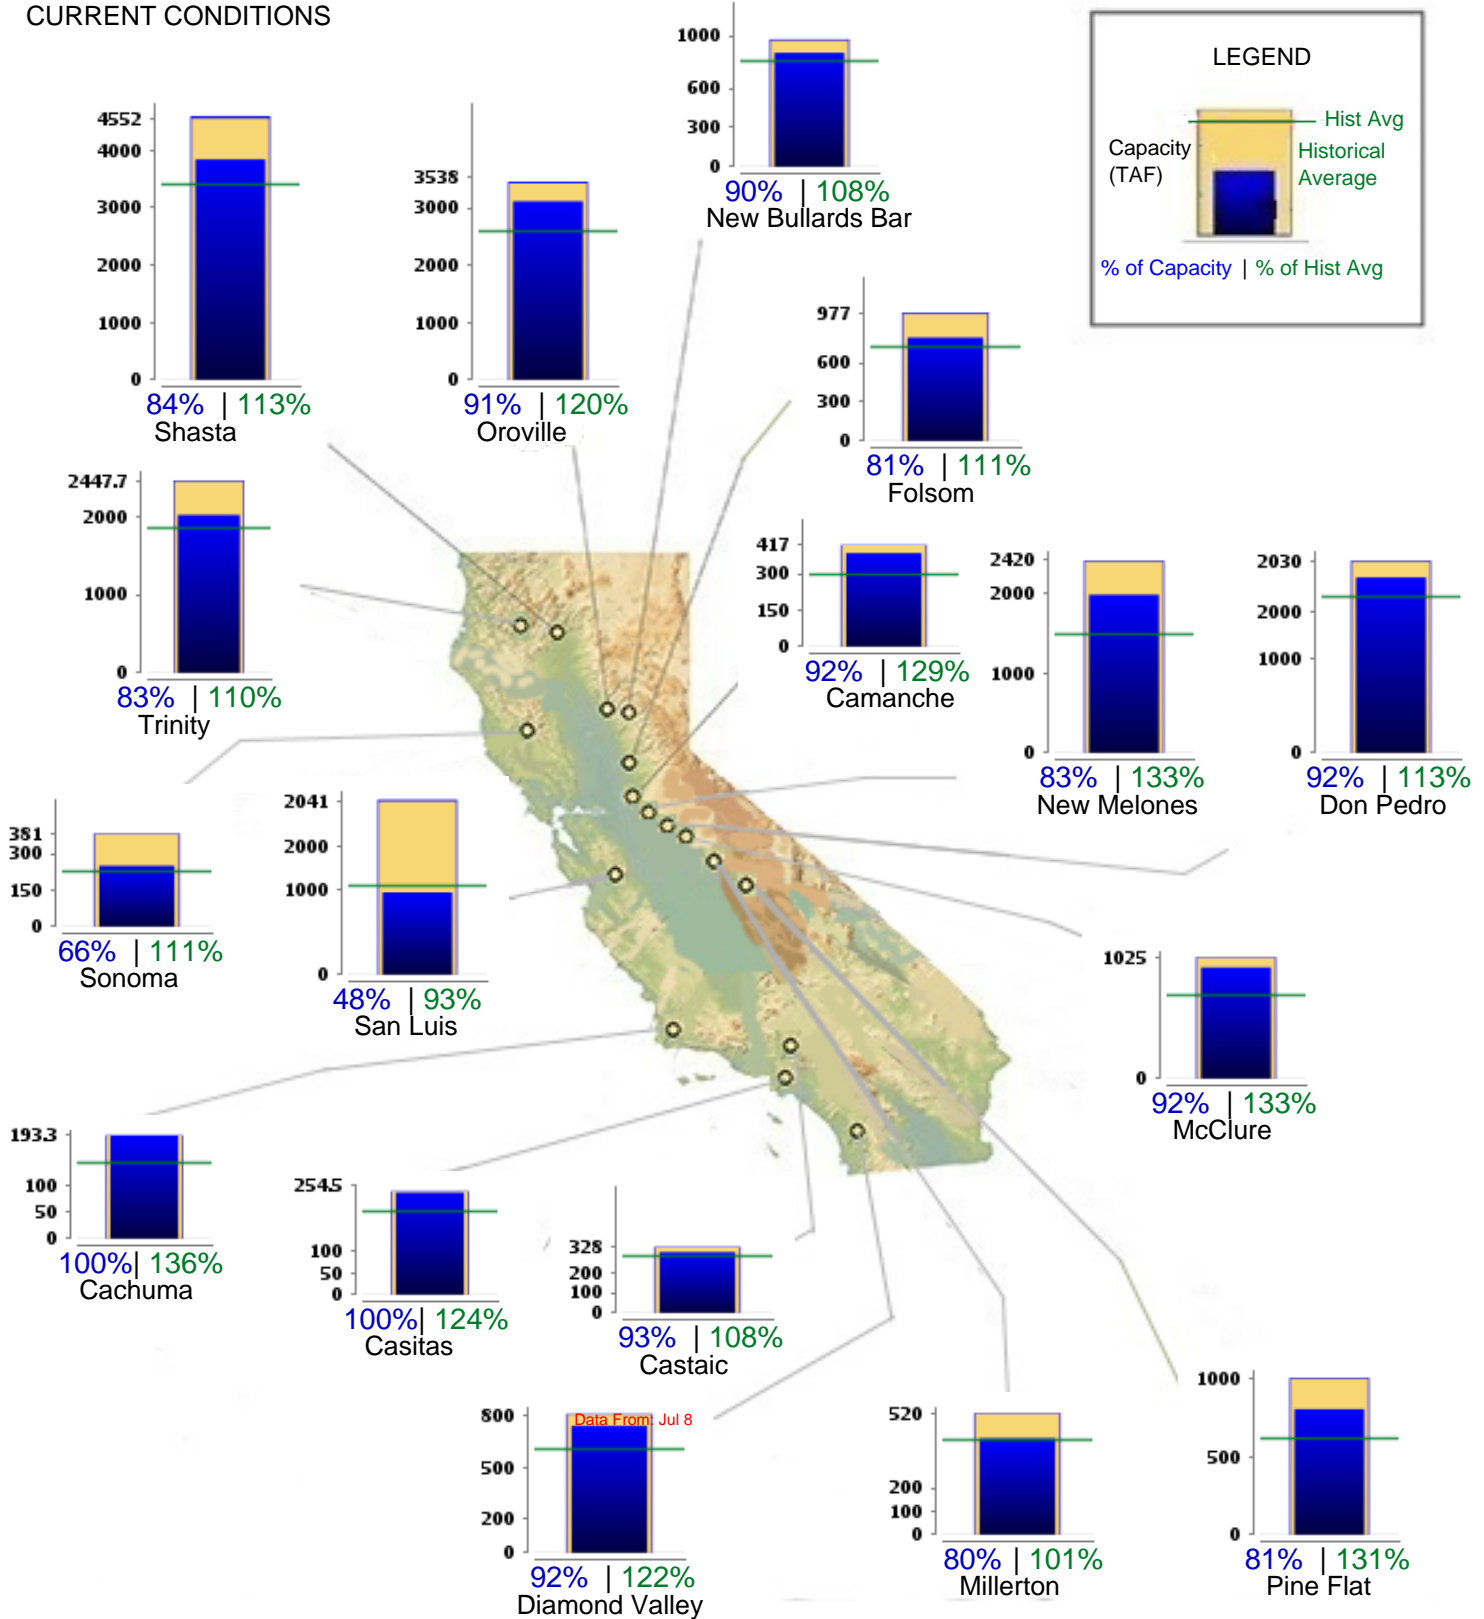 CURRENT CONDITIONS
LEGEND
Hist Avg
Capacity
(TAF)
Historical
Average
% of Capacity | % of Hist Avg
1000
600
300
0
90% | 108%
New Bullards Bar
4552
4000
3000
2000
1000
0
84% | 113%
Shasta
3538
3000
2000
1000
0
91% | 120%
Oroville
977
600
300
0
81% | 111%
Folsom
2447.7
2000
1000
0
83% | 110%
Trinity
417
300
150
0
92% | 129%
Camanche
2420
2000
1000
0
83% | 133%
New Melones
2030
2000
1000
0
92% | 113%
Don Pedro
381
300
150
0
66% | 111%
Sonoma
2041
2000
1000
0
48% | 93%
San Luis
1025
0
92% | 133%
McClure
193.3
100
50
0
100% | 136%
Cachuma
254.5
100
50
0
100% | 124%
Casitas
328
200
100
0
93% | 108%
Castaic
800
500
200
0
Data From: Jul 8
92% | 122%
Diamond Valley
520
200
100
0
80% | 101%
Millerton
1000
500
0
81% | 131%
Pine Flat